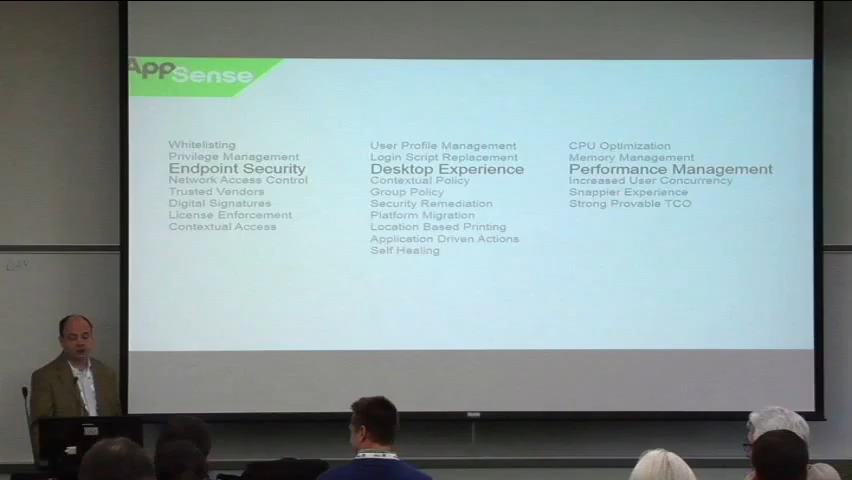 AppSense
Whitelisting
Privilege Management
Endpoint Security
Network Access Control
Trusted Vendors
Digital Signatures
License Enforcement
Contextual Access
User Profile Management
Login Script Replacement
Desktop Experience
Contextual Policy
Group Policy
Security Remediation
Platform Migration
Location Based Printing
Application Driven Actions
Self Healing
CPU Optimization
Memory Management
Performance Management
Increased User Concurrency
Snappier Experience
Strong Provable TCO